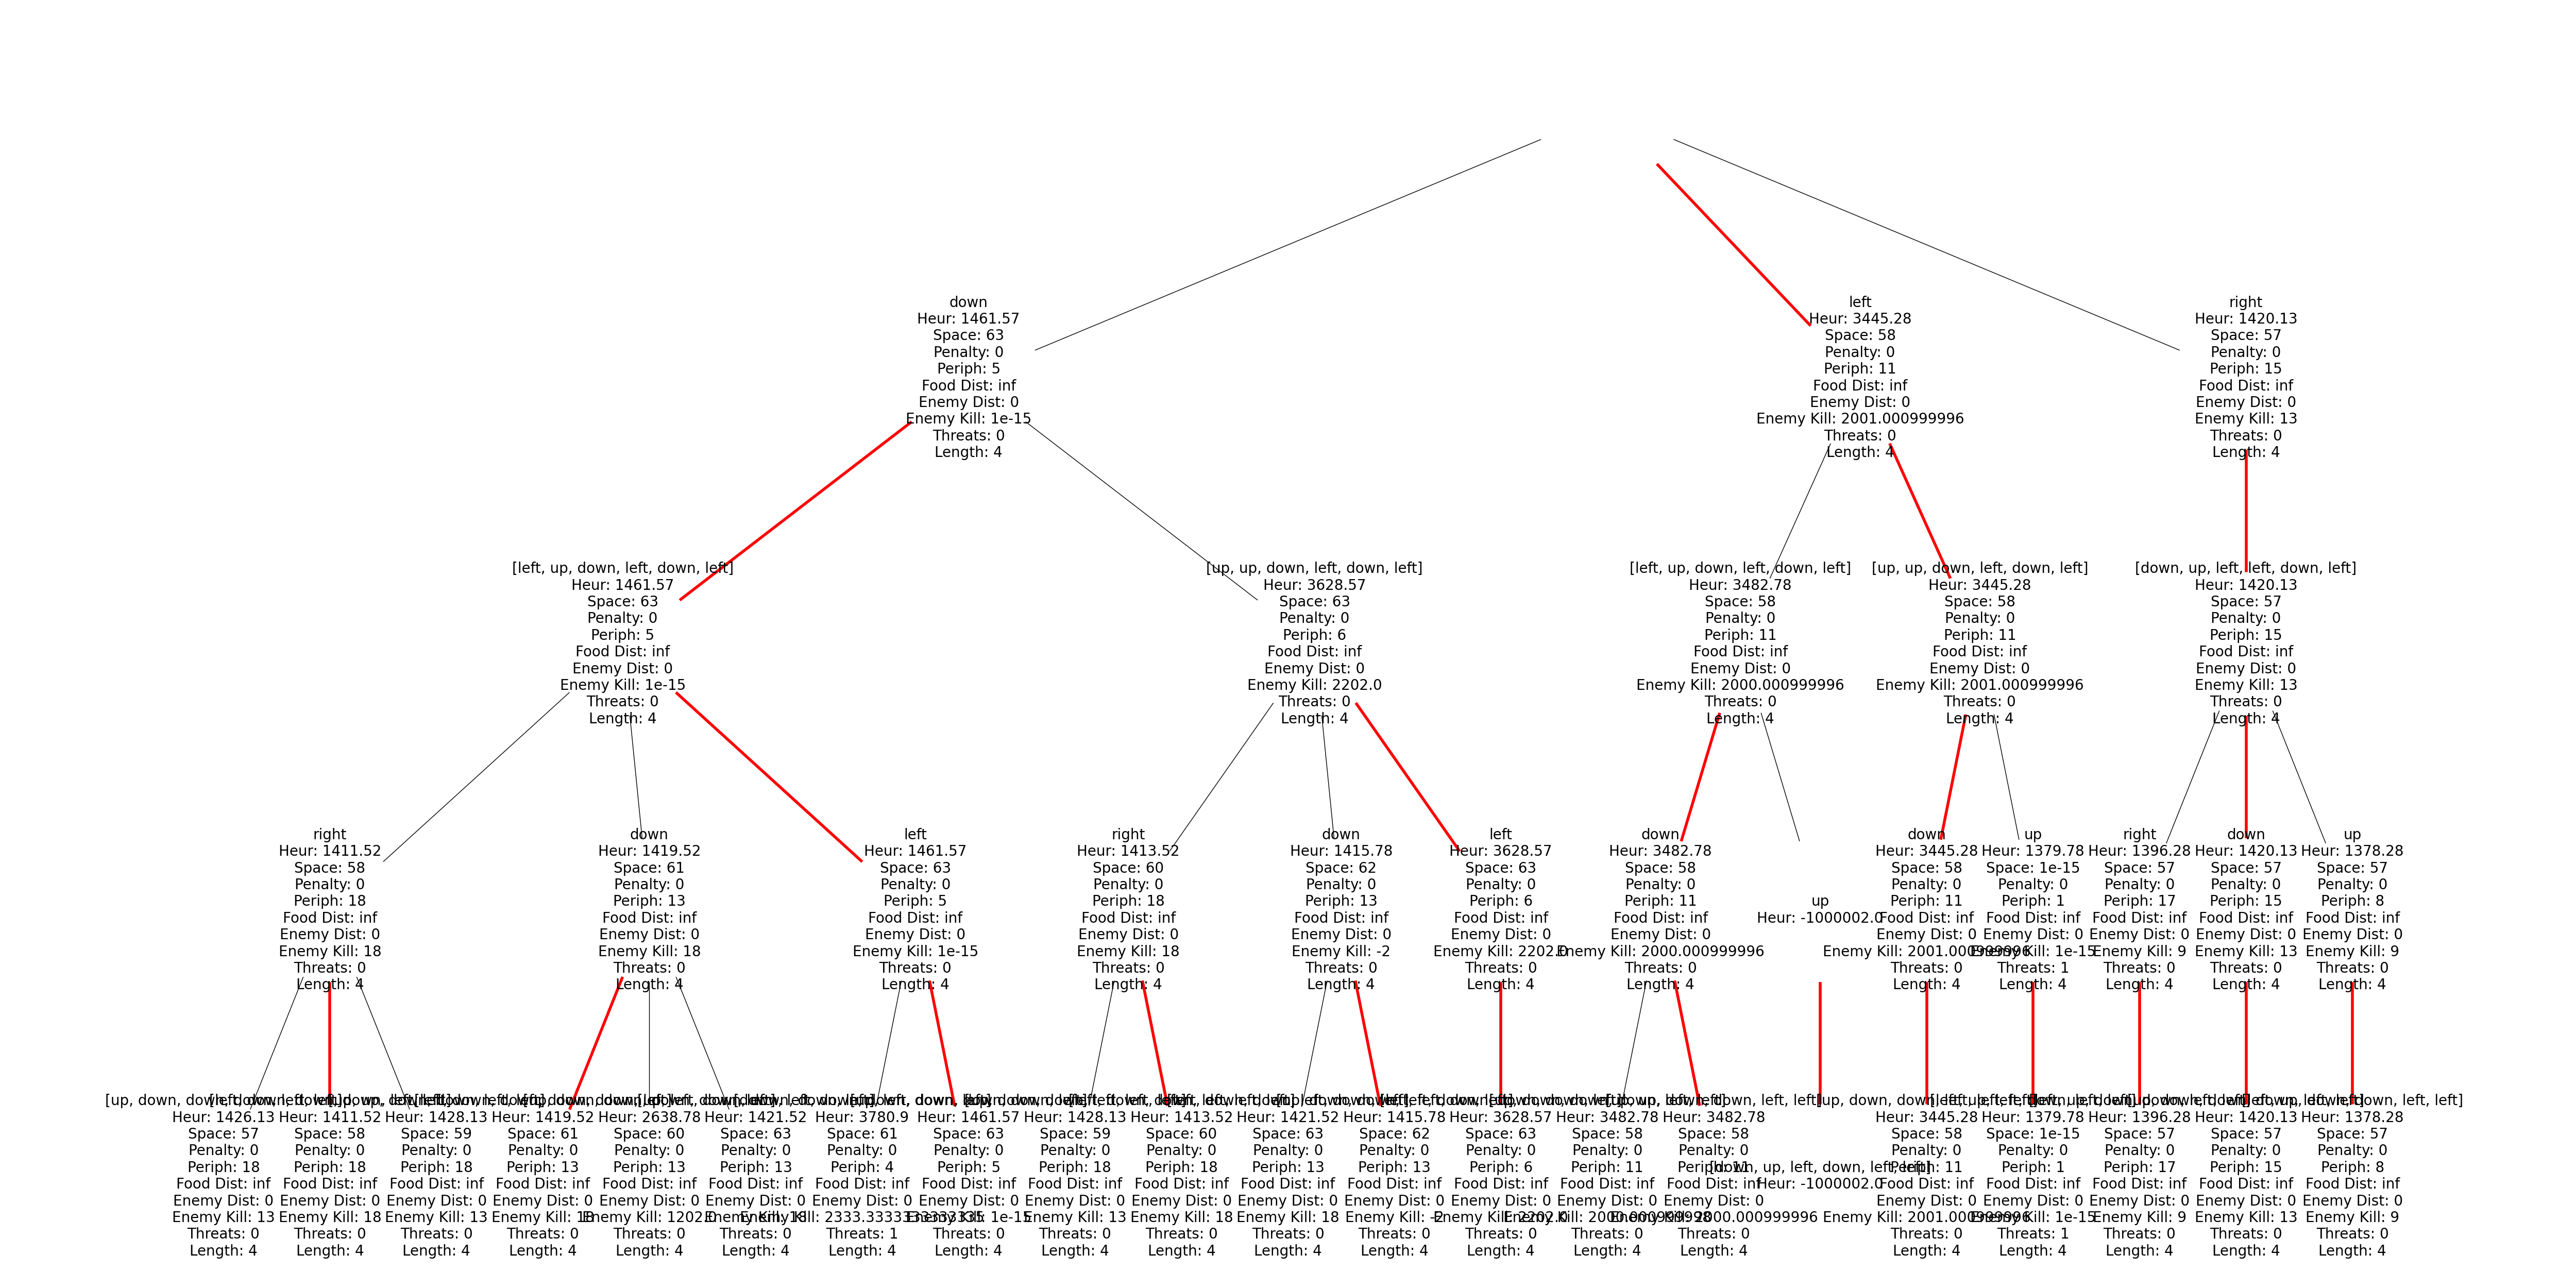 down
Heur: 1461.57
Space: 63
Penalty: 0
Periph: 5
Food Dist: inf
Enemy Dist: 0
Enemy Kill: 1e-15
Threats: 0
Length: 4
left
Heur: 3445.28
Space: 58
Penalty: 0
Periph: 11
Food Dist: inf
Enemy Dist: 0
Enemy Kill: 2001.000999996
Threats: 0
Length: 4
right
Heur: 1420.13
Space: 57
Penalty: 0
Periph: 15
Food Dist: inf
Enemy Dist: 0
Enemy Kill: 13
Threats: 0
Length: 4
[left, up, down, left, down, left]
Heur: 1461.57
Space: 63
Penalty: 0
Periph: 5
Food Dist: inf
Enemy Dist: 0
Enemy Kill: 1e-15
Threats: 0
Length: 4
[up, up, down, left, down, left]
Heur: 3628.57
Space: 63
Penalty: 0
Periph: 6
Food Dist: inf
Enemy Dist: 0
Enemy Kill: 2202.0
Threats: 0
Length: 4
[left, up, down, left, down, left]
Heur: 3482.78
Space: 58
Penalty: 0
Periph: 11
Food Dist: inf
Enemy Dist: 0
Enemy Kill: 2000.000999996
Threats: 0
Length: 4
[up, up, down, left, down, left]
Heur: 3445.28
Space: 58
Penalty: 0
Periph: 11
Food Dist: inf
Enemy Dist: 0
Enemy Kill: 2001.000999996
Threats: 0
Length: 4
[down, up, left, left, down, left]
Heur: 1420.13
Space: 57
Penalty: 0
Periph: 15
Food Dist: inf
Enemy Dist: 0
Enemy Kill: 13
Threats: 0
Length: 4
right
Heur: 1411.52
Space: 58
Penalty: 0
Periph: 18
Food Dist: inf
Enemy Dist: 0
Enemy Kill: 18
Threats: 0
Length: 4
down
Heur: 1419.52
Space: 61
Penalty: 0
Periph: 13
Food Dist: inf
Enemy Dist: 0
Enemy Kill: 18
Threats: 0
Length: 4
left
Heur: 1461.57
Space: 63
Penalty: 0
Periph: 5
Food Dist: inf
Enemy Dist: 0
Enemy Kill: 1e-15
Threats: 0
Length: 4
right
Heur: 1413.52
Space: 60
Penalty: 0
Periph: 18
Food Dist: inf
Enemy Dist: 0
Enemy Kill: 18
Threats: 0
Length: 4
down
Heur: 1415.78
Space: 62
Penalty: 0
Periph: 13
Food Dist: inf
Enemy Dist: 0
Enemy Kill: -2
Threats: 0
Length: 4
left
Heur: 3628.57
Space: 63
Penalty: 0
Periph: 6
Food Dist: inf
Enemy Dist: 0
Enemy Kill: 2202.0
Threats: 0
Length: 4
down
Heur: 3482.78
Space: 58
Penalty: 0
Periph: 11
Food Dist: inf
Enemy Dist: 0
Enemy Kill: 2000.000999996
Threats: 0
Length: 4
up
Heur: -1000002.0
down
Heur: 3445.28
Space: 58
Penalty: 0
Periph: 11
Food Dist: inf
Enemy Dist: 0
Enemy Kill: 2001.000999996
Threats: 0
Length: 4
up
Heur: 1379.78
Space: 1e-15
Penalty: 0
Periph: 1
Food Dist: inf
Enemy Dist: 0
Enemy Kill: 1e-15
Threats: 1
Length: 4
right
Heur: 1396.28
Space: 57
Penalty: 0
Periph: 17
Food Dist: inf
Enemy Dist: 0
Enemy Kill: 9
Threats: 0
Length: 4
down
Heur: 1420.13
Space: 57
Penalty: 0
Periph: 15
Food Dist: inf
Enemy Dist: 0
Enemy Kill: 13
Threats: 0
Length: 4
up
Heur: 1378.28
Space: 57
Penalty: 0
Periph: 8
Food Dist: inf
Enemy Dist: 0
Enemy Kill: 9
Threats: 0
Length: 4
Heur: 1426.13
Space: 57
Penalty: 0
Periph: 18
Food Dist: inf
Enemy Dist: 0
Enemy Kill: 13
Threats: 0
Length: 4
Heur: 1411.52
Space: 58
Penalty: 0
Periph: 18
Food Dist: inf
Enemy Dist: 0
Enemy Kill: 18
Threats: 0
Length: 4
Heur: 1428.13
Space: 59
Penalty: 0
Periph: 18
Food Dist: inf
Enemy Dist: 0
Enemy Kill: 13
Threats: 0
Length: 4
Heur: 1419.52
Space: 61
Penalty: 0
Periph: 13
Food Dist: inf
Enemy Dist: 0
Enemy Kill: 18
Threats: 0
Length: 4
Heur: 2638.78
Space: 60
Penalty: 0
Periph: 13
Food Dist: inf
Enemy Dist: 0
Enemy Kill: 1202.0
Threats: 0
Length: 4
Heur: 1421.52
Space: 63
Penalty: 0
Periph: 13
Food Dist: inf
Enemy Dist: 0
Enemy Kill: 18
Threats: 0
Length: 4
Heur: 3780.9
Space: 61
Penalty: 0
Periph: 4
Food Dist: inf
Enemy Dist: 0
Threats: 1
Length: 4
Heur: 1461.57
Space: 63
Penalty: 0
Periph: 5
Food Dist: inf
Enemy Dist: 0
Enemy Kill: 1e-15
Threats: 0
Length: 4
Heur: 1428.13
Space: 59
Penalty: 0
Periph: 18
Food Dist: inf
Enemy Dist: 0
Enemy Kill: 13
Threats: 0
Length: 4
Heur: 1413.52
Space: 60
Penalty: 0
Periph: 18
Food Dist: inf
Enemy Dist: 0
Enemy Kill: 18
Threats: 0
Length: 4
Heur: 1421.52
Space: 63
Penalty: 0
Periph: 13
Food Dist: inf
Enemy Dist: 0
Enemy Kill: 18
Threats: 0
Length: 4
Heur: 1415.78
Space: 62
Penalty: 0
Periph: 13
Food Dist: inf
Enemy Dist: 0
Enemy Kill: -2
Threats: 0
Length: 4
Heur: 3628.57
Space: 63
Penalty: 0
Periph: 6
Food Dist: inf
Enemy Dist: 0
Enemy Kill: 2202.0
Threats: 0
Length: 4
Heur: 3482.78
Space: 58
Penalty: 0
Periph: 11
Food Dist: inf
Enemy Dist: 0
Threats: 0
Length: 4
Heur: 3482.78
Space: 58
Penalty: 0
Periph: 11
Food Dist: inf
Enemy Dist: 0
Enemy Kill: 2000.000999996
Threats: 0
Length: 4
[down, up, left, down, left, left]
Heur: -1000002.0
Heur: 3445.28
Space: 58
Penalty: 0
Periph: 11
Food Dist: inf
Enemy Dist: 0
Enemy Kill: 2001.000999996
Threats: 0
Length: 4
Heur: 1379.78
Space: 1e-15
Penalty: 0
Periph: 1
Food Dist: inf
Enemy Dist: 0
Enemy Kill: 1e-15
Threats: 1
Length: 4
Heur: 1396.28
Space: 57
Penalty: 0
Periph: 17
Food Dist: inf
Enemy Dist: 0
Enemy Kill: 9
Threats: 0
Length: 4
Heur: 1420.13
Space: 57
Penalty: 0
Periph: 15
Food Dist: inf
Enemy Dist: 0
Enemy Kill: 13
Threats: 0
Length: 4
Heur: 1378.28
Space: 57
Penalty: 0
Periph: 8
Food Dist: inf
Enemy Dist: 0
Enemy Kill: 9
Threats: 0
Length: 4